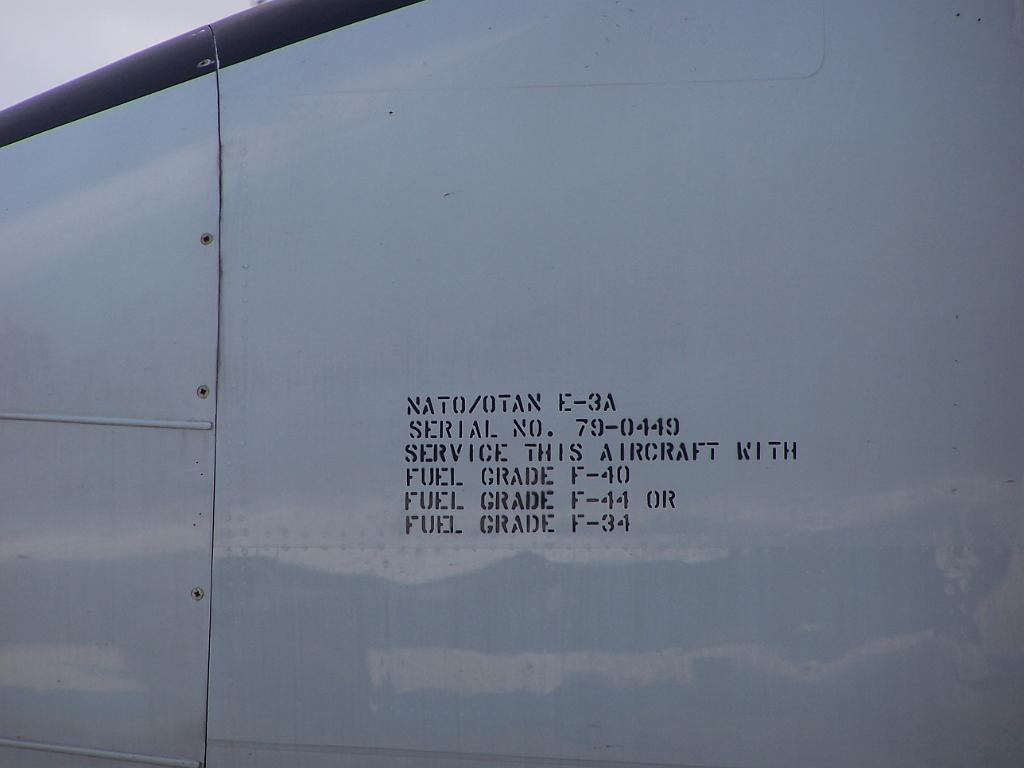 NATO/OTAN E-3A
SERIAL NO. 79-0449
SERVICE THIS AIRCRAFT WITH
FUEL GRADE F-40
FUEL GRADE F-44 OR
FUEL GRADE F-34